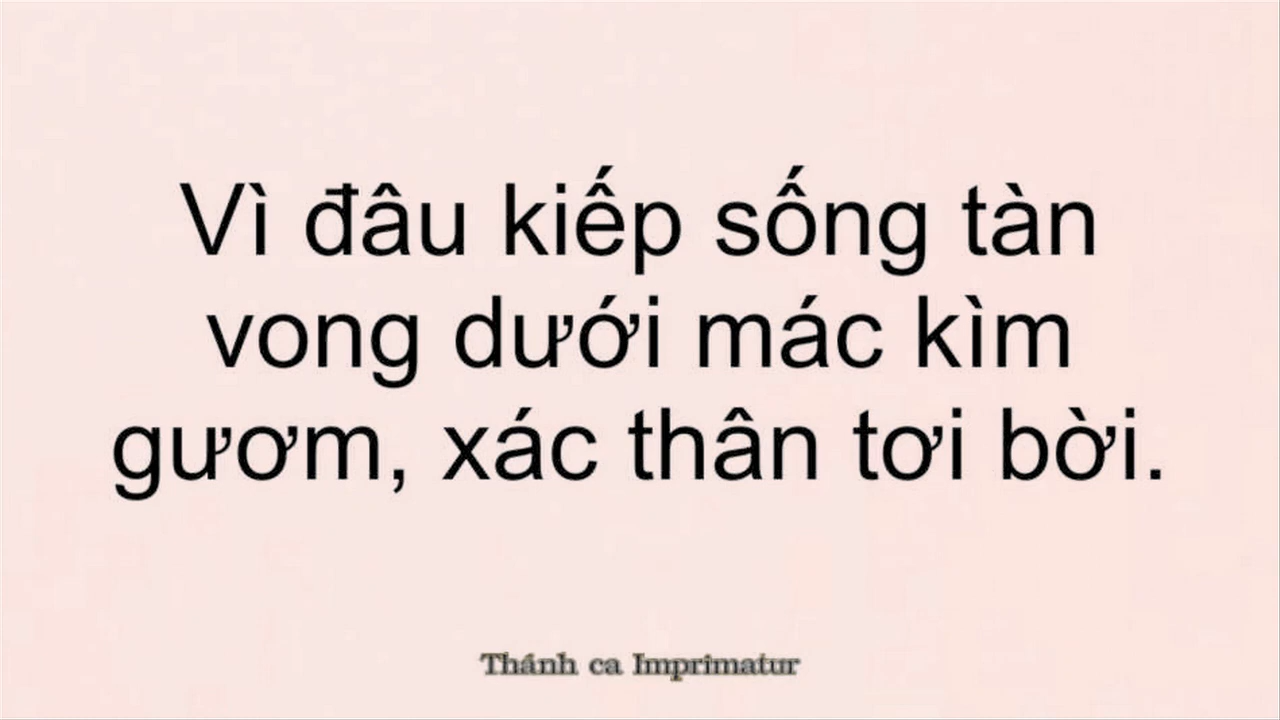 Vì đâu kiếp sống tàn
vong dưới mác kìm
gươm, xác thân tơi bời.
Thánh ca Imprimatur